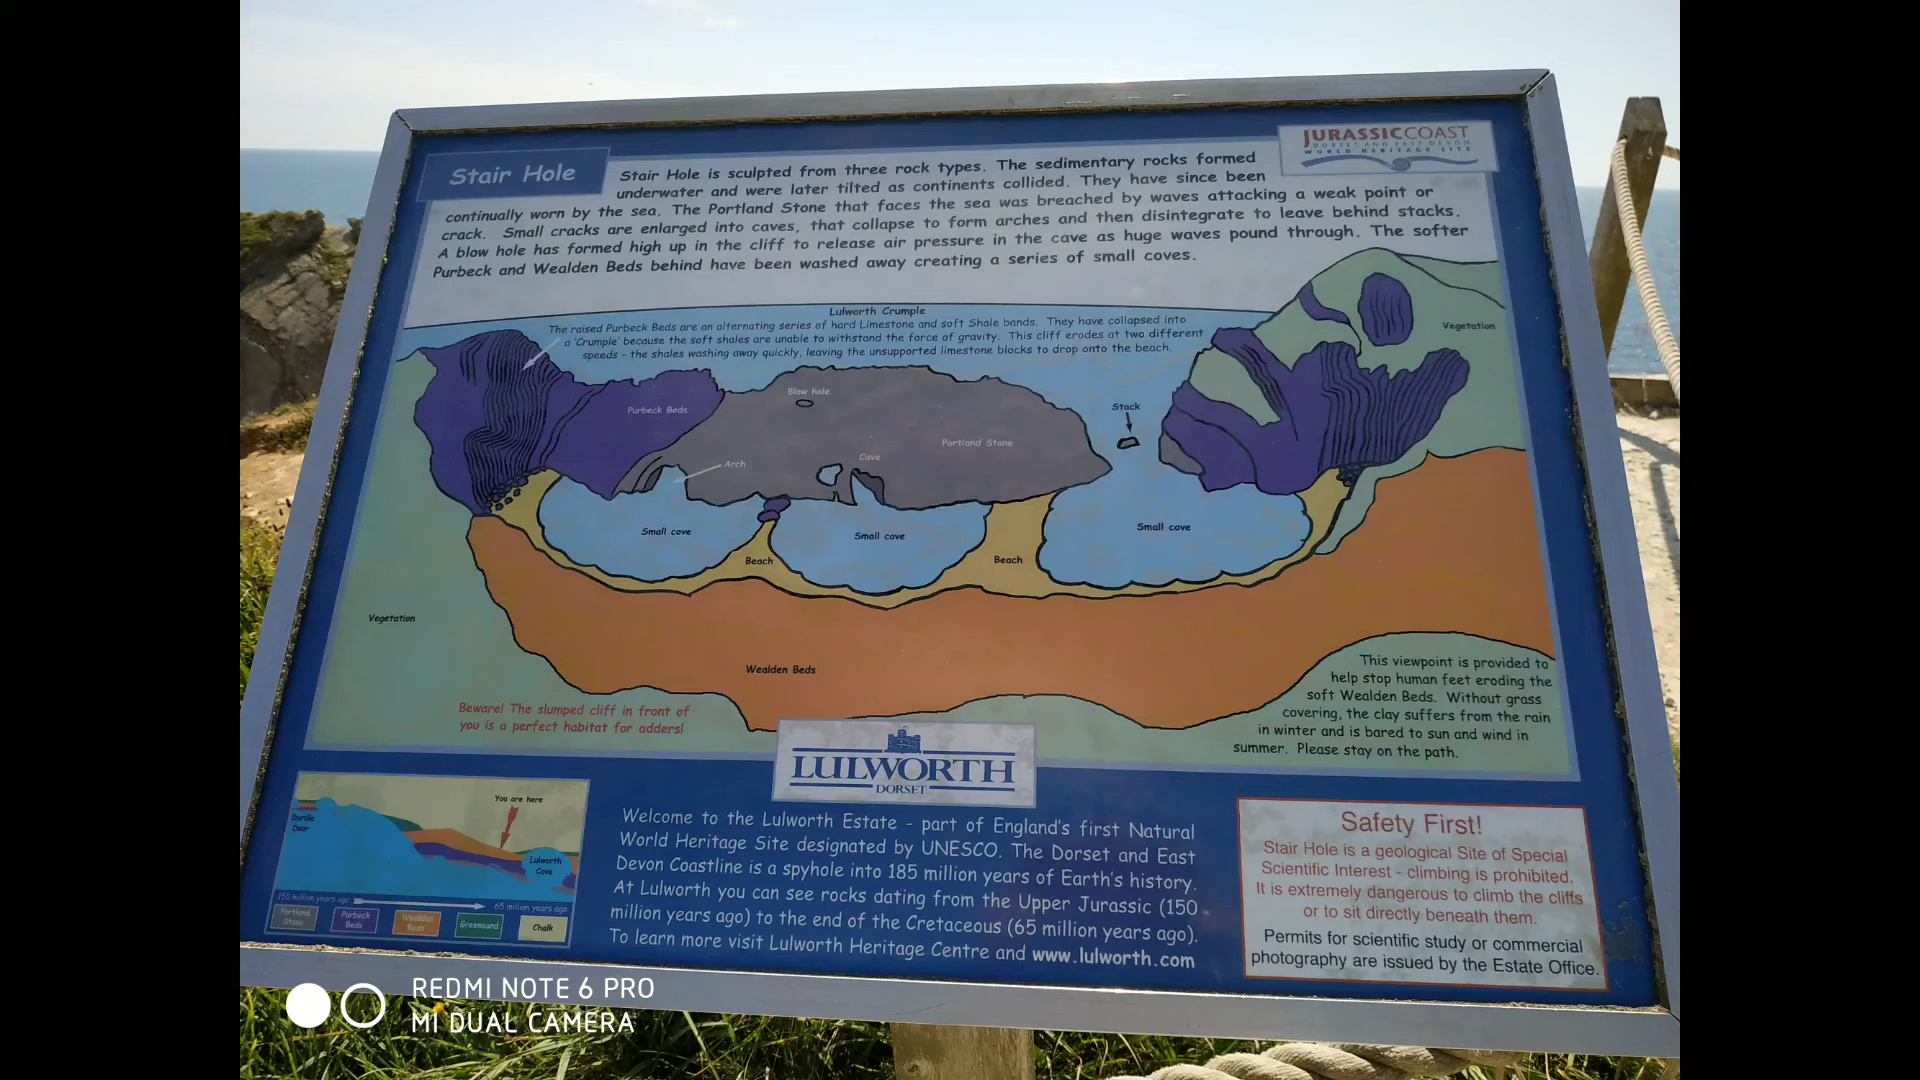 JURASSICCOAST
DORSET AND EAST DEVON
WORLD HERITAGE SITE
Stair Hole
Stair Hole is sculpted from three rock types. The sedimentary rocks formed
underwater and were later tilted as continents collided. They have since been
continually worn by the sea. The Portland Stone that faces the sea was breached by waves attacking a weak point or
crack. Small cracks are enlarged into caves, that collapse to form arches and then disintegrate to leave behind stacks.
A blow hole has formed high up in the cliff to release air pressure in the cave as huge waves pound through. The softer
Purbeck and Wealden Beds behind have been washed away creating a series of small coves.
Lulworth Crumple
The raised Purbeck Beds are an alternating series of hard Limestone and soft Shale bands. They have collapsed into
a 'Crumple' because the soft shales are unable to withstand the force of gravity. This cliff erodes at two different
speeds - the shales washing away quickly, leaving the unsupported limestone blocks to drop onto the beach.
Vegetation
Blow hole
Purbeck Beds
Stack
Portland Stone
Cave
Arch
Small cove
Small cove
Small cove
Beach
Beach
Vegetation
Wealden Beds
Beware! The slumped cliff in front of
you is a perfect habitat for adders!
This viewpoint is provided to
help stop human feet eroding the
soft Wealden Beds. Without grass
covering, the clay suffers from the rain
in winter and is bared to sun and wind in
summer. Please stay on the path.
LULWORTH
DORSET
You are here
Durdle
Door
Lulworth
Cove
150 million years ago
65 million years ago
Portland
Stone
Purbeck
Beds
Wealden
Beds
Greensand
Chalk
Welcome to the Lulworth Estate - part of England's first Natural
World Heritage Site designated by UNESCO. The Dorset and East
Devon Coastline is a spyhole into 185 million years of Earth's history.
At Lulworth you can see rocks dating from the Upper Jurassic (150
million years ago) to the end of the Cretaceous (65 million years ago).
To learn more visit Lulworth Heritage Centre and www.lulworth.com
Safety First!
Stair Hole is a geological Site of Special
Scientific Interest - climbing is prohibited.
It is extremely dangerous to climb the cliffs
or to sit directly beneath them.
Permits for scientific study or commercial
photography are issued by the Estate Office.
REDMI NOTE 6 PRO
MI DUAL CAMERA